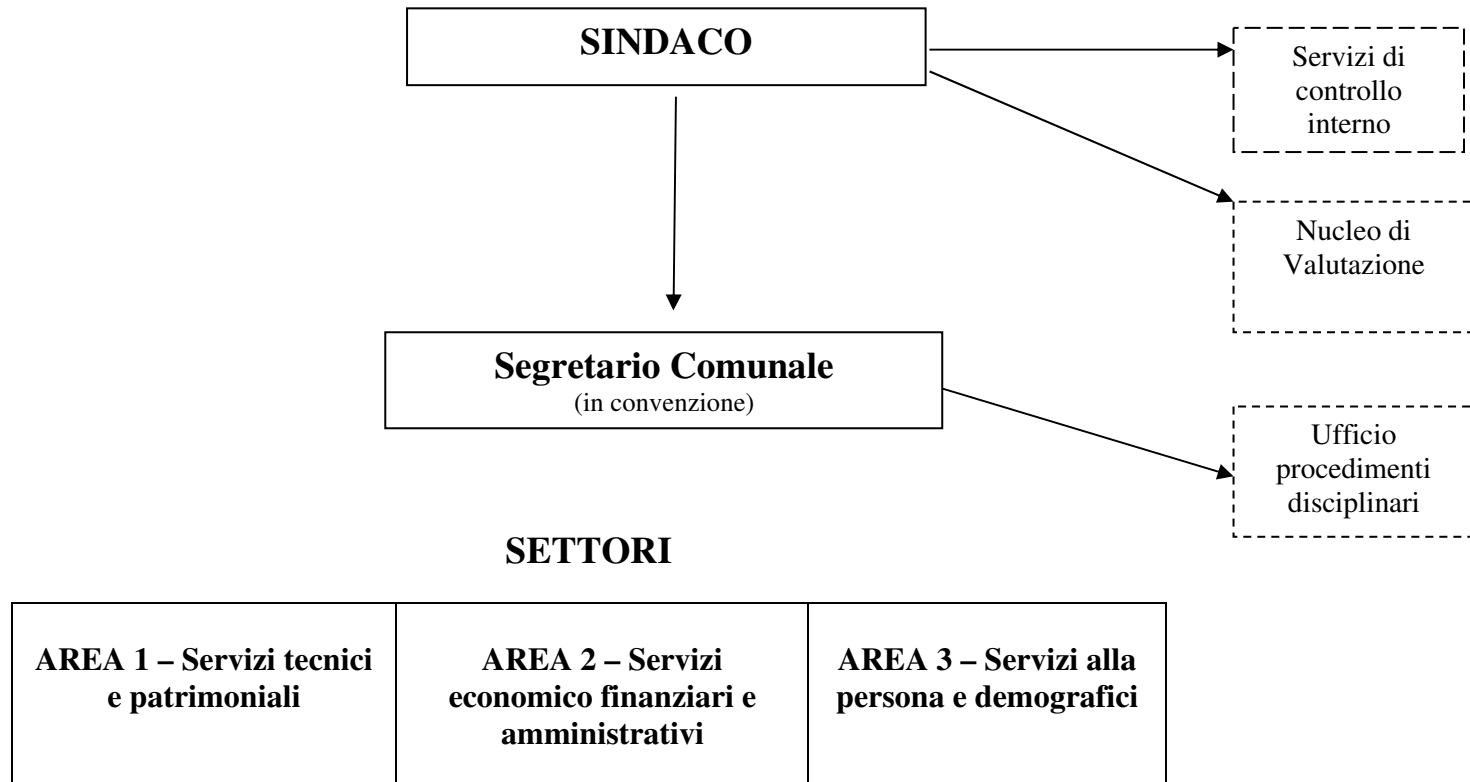 SINDACO
Servizi di
controllo
interno
Nucleo di
Valutazione
Segretario Comunale
(in convenzione)
Ufficio
procedimenti
disciplinari
SETTORI
AREA 1 – Servizi tecnici
e patrimoniali
AREA 2 – Servizi
economico finanziari e
amministrativi
AREA 3 – Servizi alla
persona e demografici